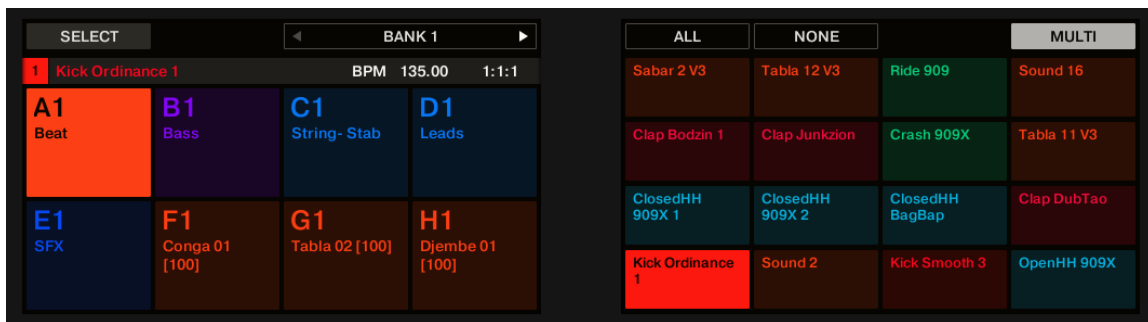 SELECT
BANK 1
1 Kick Ordinance 1 BPM 135.00 1:1:1
A1
Beat
B1
Bass
C1
String- Stab
D1
Leads
E1
SFX
F1
Conga 01
[100]
G1
Tabla 02 [100]
H1
Djembe 01
[100]
ALL
NONE
MULTI
Sabar 2 V3
Tabla 12 V3
Ride 909
Sound 16
Clap Bodzin 1
Clap Junkzion
Crash 909X
Tabla 11 V3
ClosedHH
909X 1
ClosedHH
909X 2
ClosedHH
BagBap
Clap DubTao
Kick Ordinance
1
Sound 2
Kick Smooth 3
OpenHH 909X